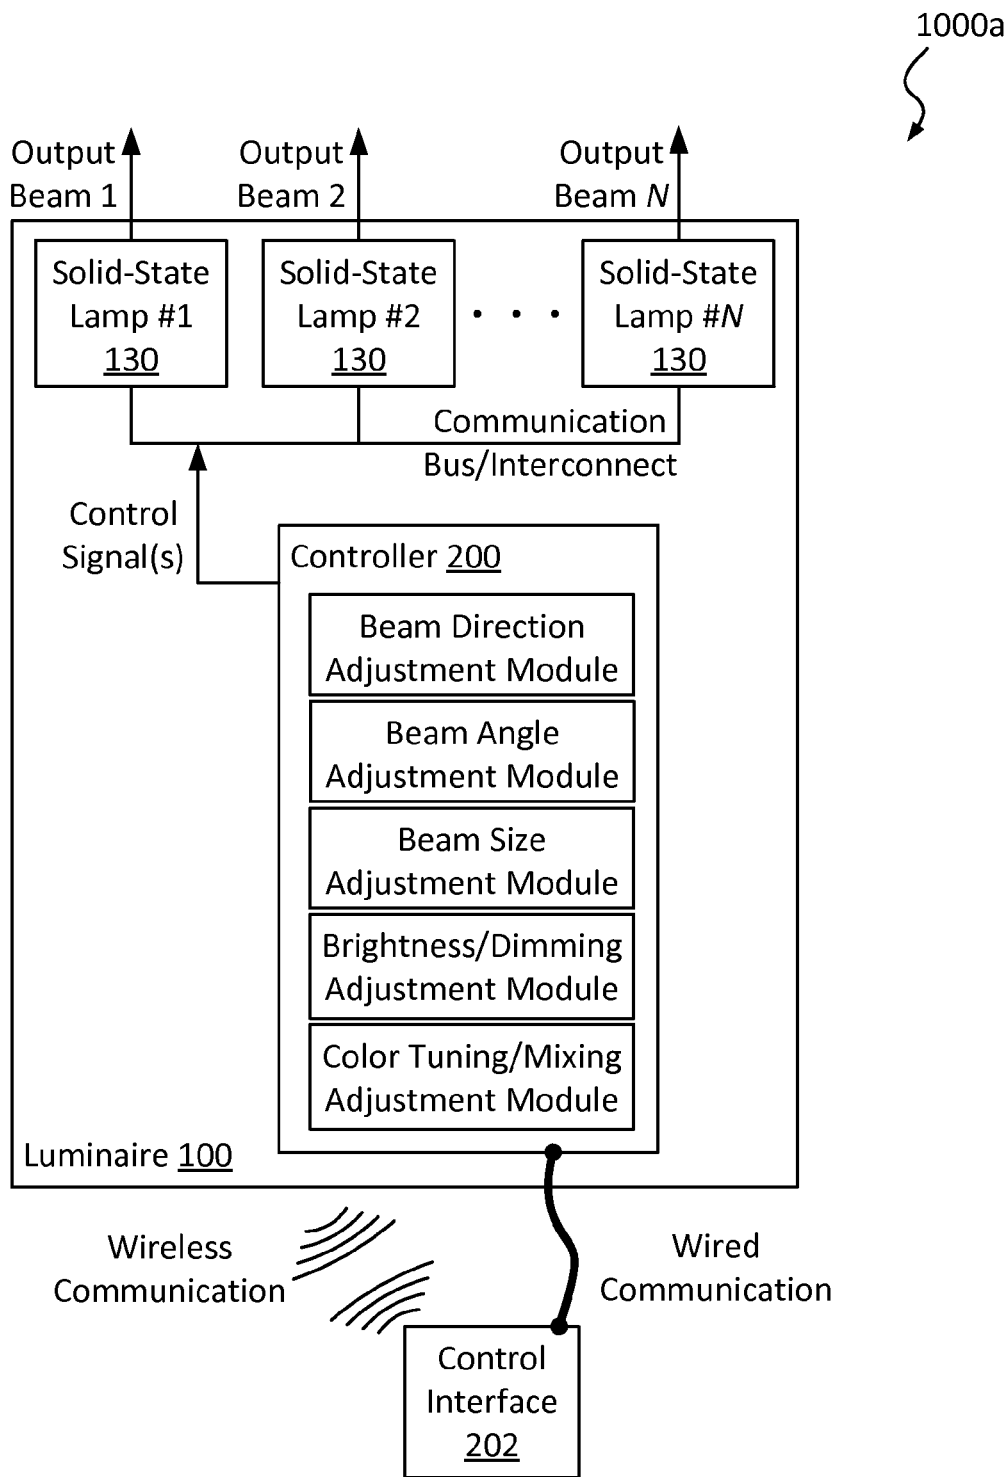 1000a
Output
Beam 1
Output
Beam 2
Output
Beam N
Solid-State
Lamp #1
130
Solid-State
Lamp #2
130
. . .
Solid-State
Lamp #N
130
Communication
Bus/Interconnect
Control
Signal(s)
Controller 200
Beam Direction
Adjustment Module
Beam Angle
Adjustment Module
Beam Size
Adjustment Module
Brightness/Dimming
Adjustment Module
Color Tuning/Mixing
Adjustment Module
Luminaire 100
Wireless
Communication
Wired
Communication
Control
Interface
202